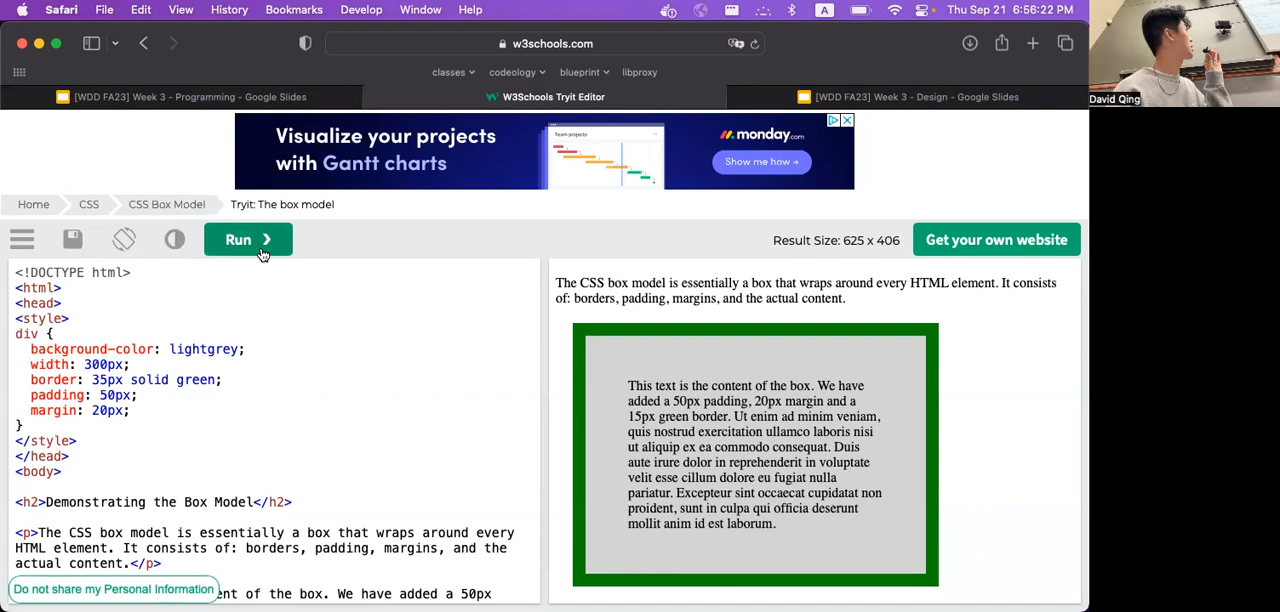 Safari File Edit View History Bookmarks Develop Window Help A Thu Sep 21 6:56:22 PM
w3schools.com
classes codeology blueprint libproxy
[WDD FA23] Week 3 - Programming - Google Slides W3Schools Tryit Editor [WDD FA23] Week 3 - Design - Google Slides
David Qing
Visualize your projects
with Gantt charts
Team projects
monday.com
Show me how →
Home CSS CSS Box Model Tryit: The box model
Run ❯ Result Size: 625 x 406 Get your own website
<!DOCTYPE html>
<html>
<head>
<style>
div {
background-color: lightgrey;
width: 300px;
border: 35px solid green;
padding: 50px;
margin: 20px;
}
</style>
</head>
<body>
<h2>Demonstrating the Box Model</h2>
<p>The CSS box model is essentially a box that wraps around every
HTML element. It consists of: borders, padding, margins, and the
actual content.</p>
Do not share my Personal Information
ent of the box. We have added a 50px
The CSS box model is essentially a box that wraps around every HTML element. It consists
of: borders, padding, margins, and the actual content.
This text is the content of the box. We have
added a 50px padding, 20px margin and a
15px green border. Ut enim ad minim veniam,
quis nostrud exercitation ullamco laboris nisi
ut aliquip ex ea commodo consequat. Duis
aute irure dolor in reprehenderit in voluptate
velit esse cillum dolore eu fugiat nulla
pariatur. Excepteur sint occaecat cupidatat non
proident, sunt in culpa qui officia deserunt
mollit anim id est laborum.